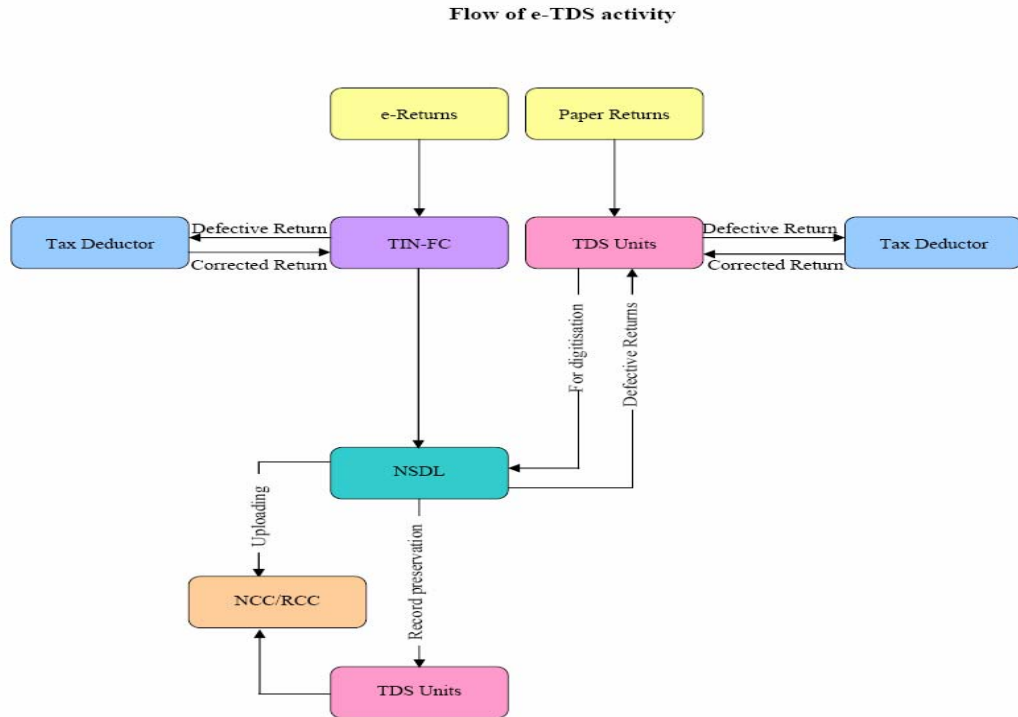 Flow of e-TDS activity
e-Returns
Paper Returns
Tax Deductor
Defective Return
Corrected Return
TIN-FC
TDS Units
Defective Return
Corrected Return
Tax Deductor
For digitisation
Defective Returns
NSDL
Uploading
Record preservation
NCC/RCC
TDS Units